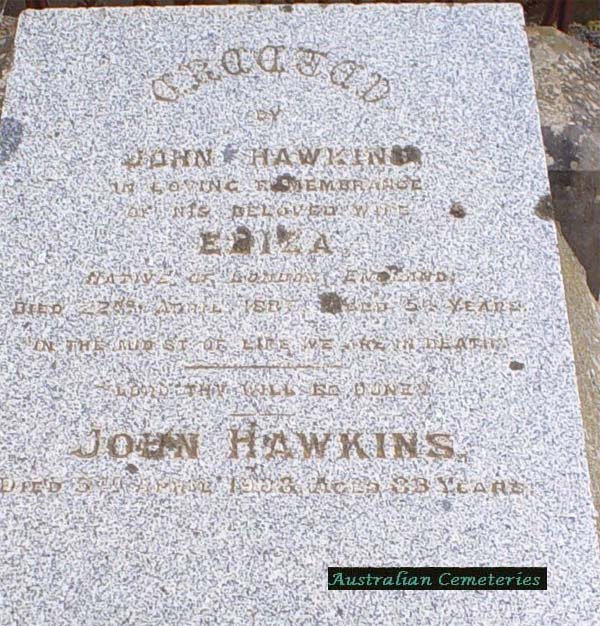 ERECTED
BY
JOHN HAWKINS
IN LOVING REMEMBRANCE
OF HIS BELOVED WIFE
ELIZA,
NATIVE OF LONDON, ENGLAND,
DIED 22ND APRIL, AGED YEARS.
"IN THE MIDST OF LIFE WE ARE IN DEATH."
"LORD THY WILL BE DONE."
JOHN HAWKINS,
DIED 5TH APRIL 1903, AGED 83 YEARS.
Australian Cemeteries